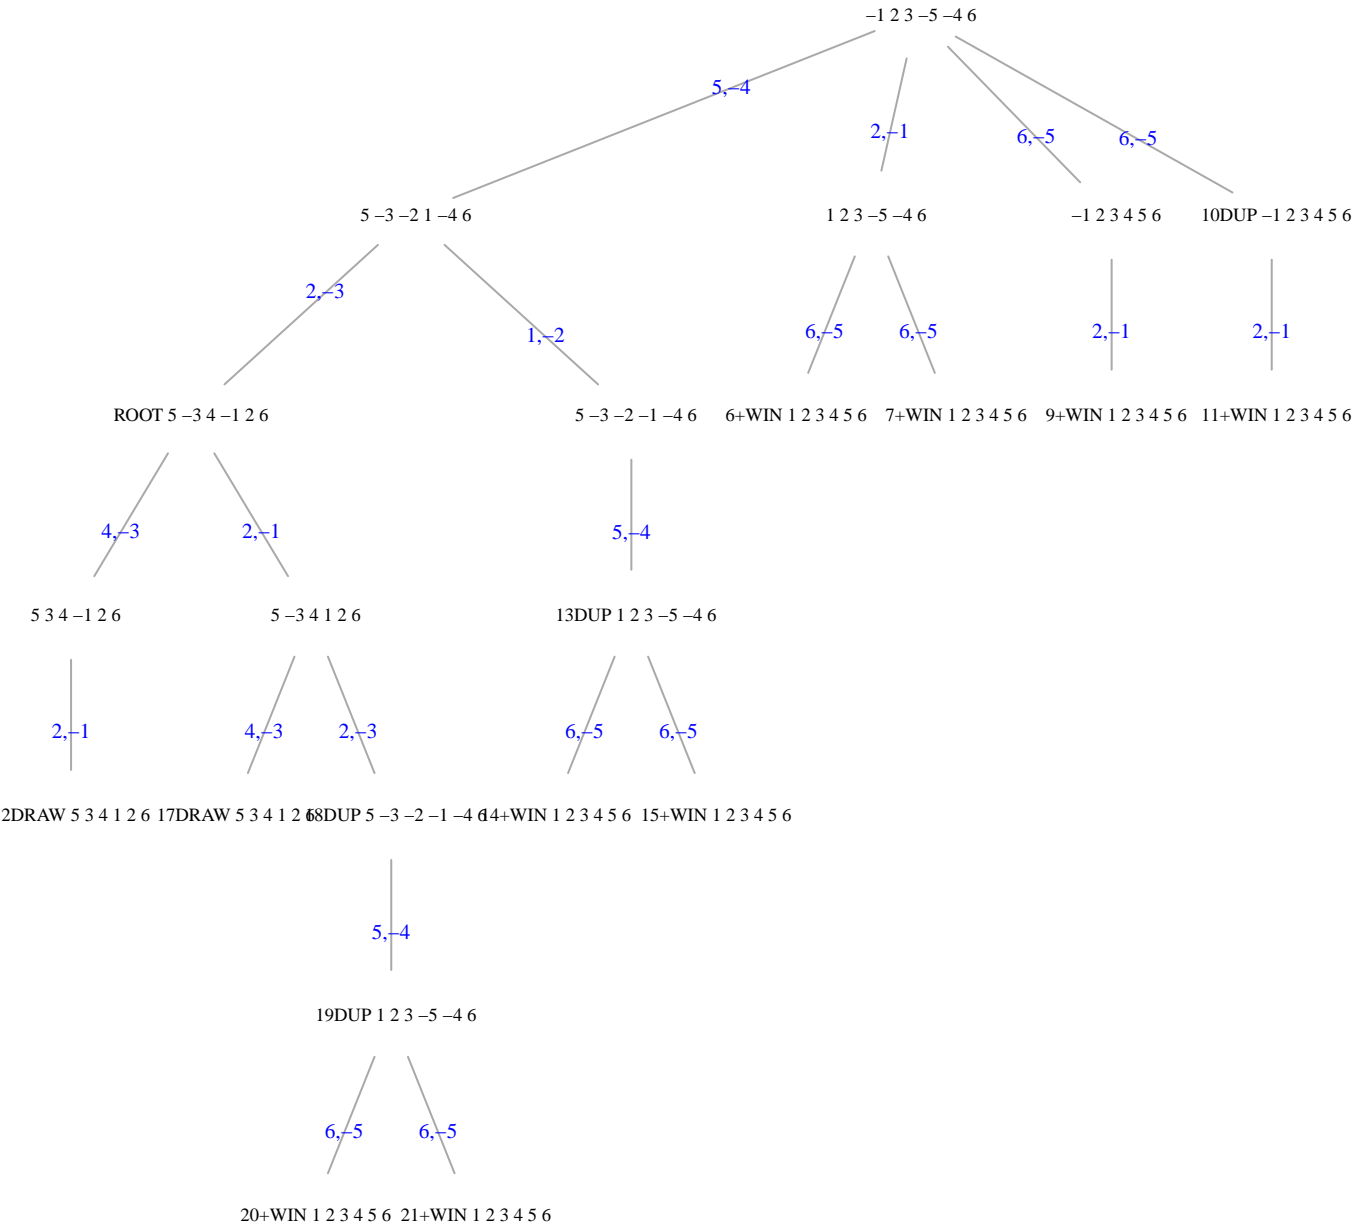 –1 2 3 –5 –4 6
5,–4
2,–1
6,–5
6,–5
5 –3 –2 1 –4 6
1 2 3 –5 –4 6
–1 2 3 4 5 6
10DUP –1 2 3 4 5 6
2,–3
1,–2
6,–5
6,–5
2,–1
2,–1
ROOT 5 –3 4 –1 2 6
5 –3 –2 –1 –4 6
6+WIN 1 2 3 4 5 6
7+WIN 1 2 3 4 5 6
9+WIN 1 2 3 4 5 6
11+WIN 1 2 3 4 5 6
4,–3
2,–1
5,–4
5 3 4 –1 2 6
5 –3 4 1 2 6
13DUP 1 2 3 –5 –4 6
2,–1
4,–3
2,–3
6,–5
6,–5
2DRAW 5 3 4 1 2 6
17DRAW 5 3 4 1 2 6
18DUP 5 –3 –2 –1 –4 6
14+WIN 1 2 3 4 5 6
15+WIN 1 2 3 4 5 6
5,–4
19DUP 1 2 3 –5 –4 6
6,–5
6,–5
20+WIN 1 2 3 4 5 6
21+WIN 1 2 3 4 5 6